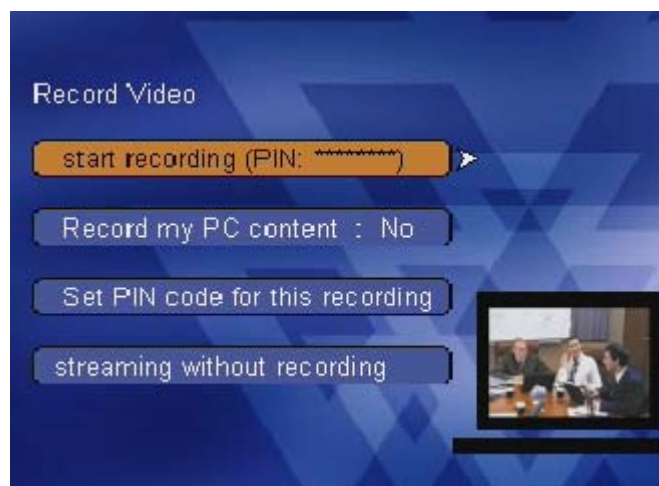 Record Video
start recording (PIN: ********)
Record my PC content : No
Set PIN code for this recording
streaming without recording